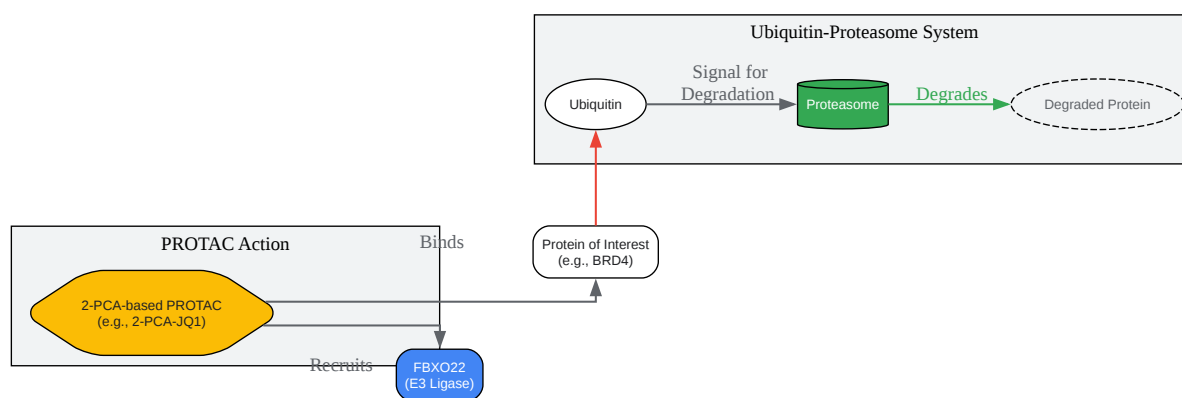 Ubiquitin-Proteasome System
Signal for
Degradation
Ubiquitin
Proteasome
Degrades
Degraded Protein
PROTAC Action
Binds
Protein of Interest
(e.g., BRD4)
2-PCA-based PROTAC
(e.g., 2-PCA-JQ1)
Recruits
FBXO22
(E3 Ligase)